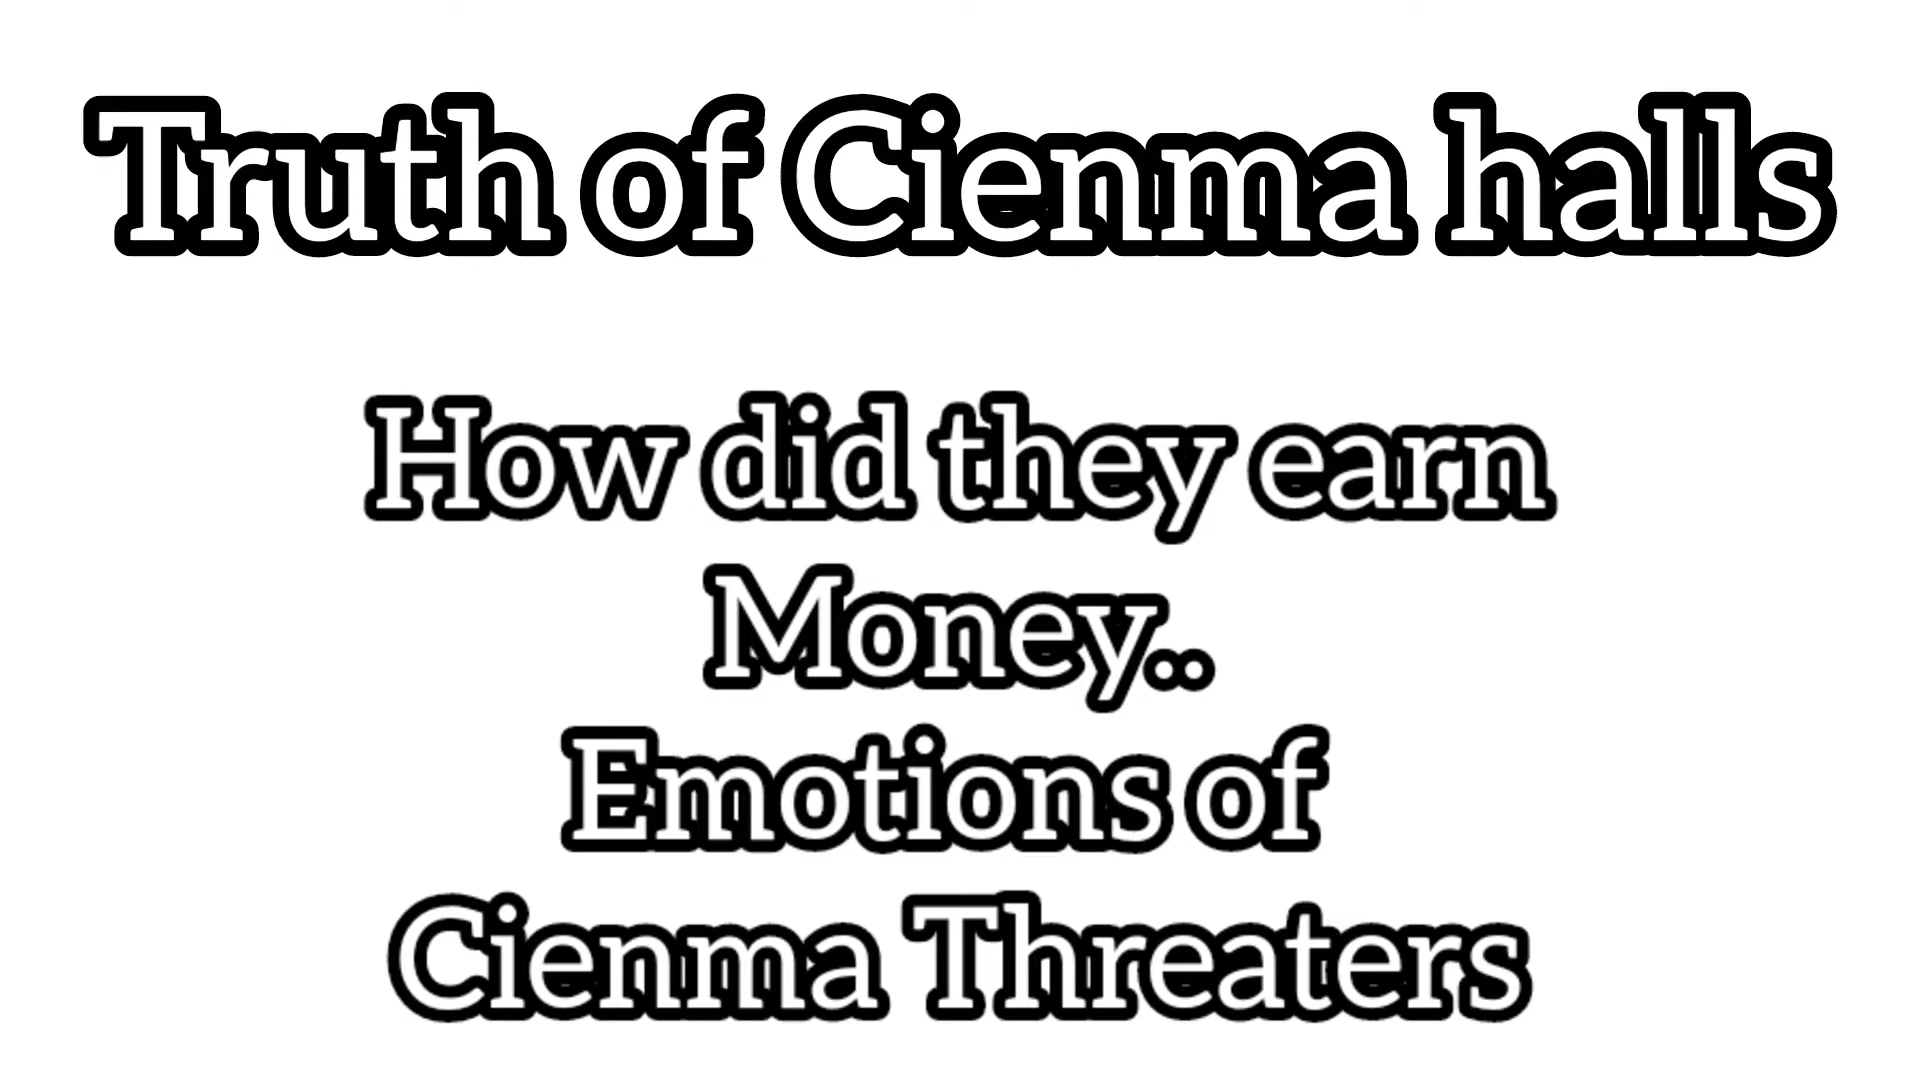 Truth of Cienma halls
How did they earn
Money..
Emotions of
Cienma Threaters